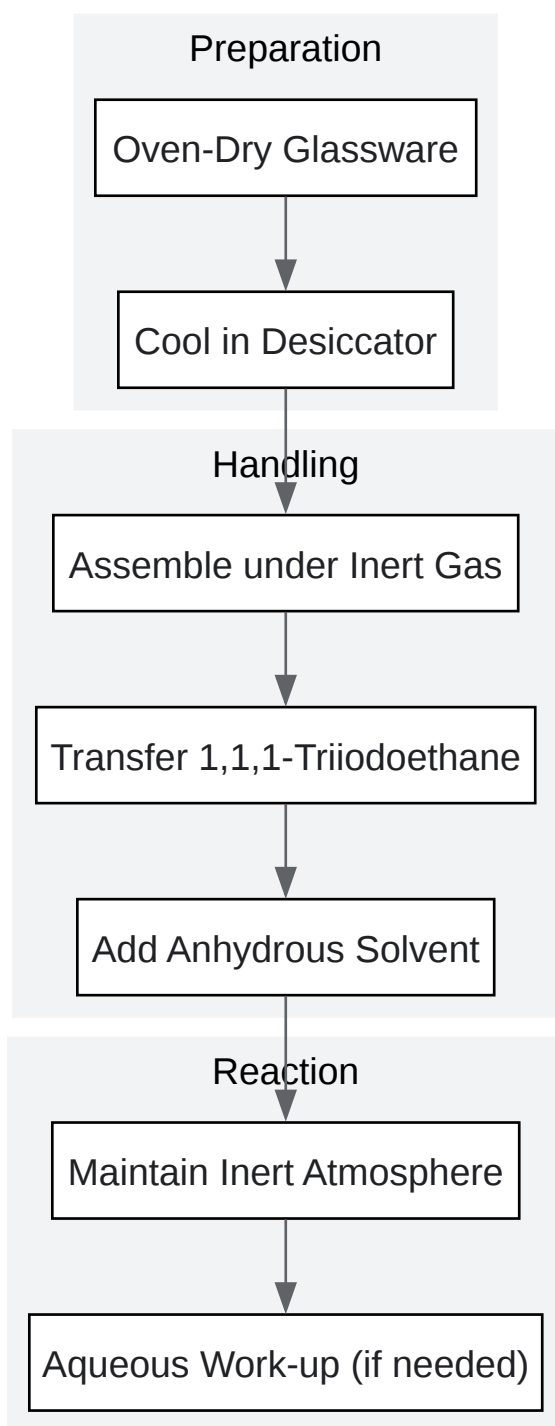 Preparation
Oven-Dry Glassware
Cool in Desiccator
Handling
Assemble under Inert Gas
Transfer 1,1,1-Triiodoethane
Add Anhydrous Solvent
Reaction
Maintain Inert Atmosphere
Aqueous Work-up (if needed)